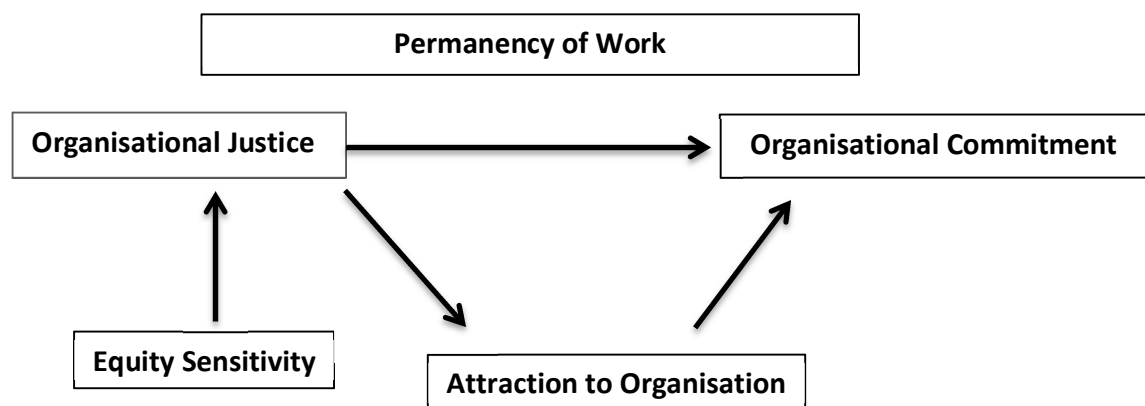 Permanency of Work
Organisational Justice
Organisational Commitment
Equity Sensitivity
Attraction to Organisation